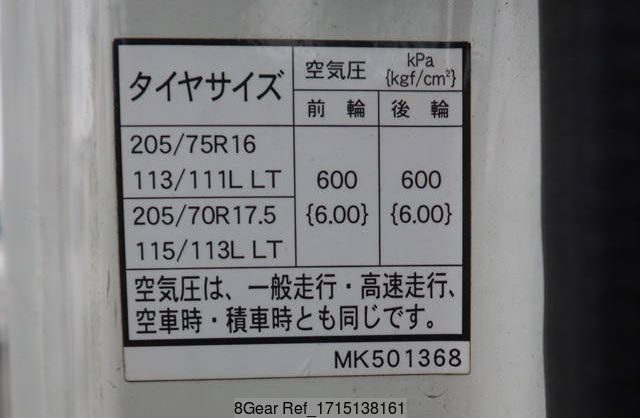 タイヤサイズ
空気圧 kPa
{kgf/cm²}
前輪 後輪
205/75R16
113/111L LT
600 600
205/70R17.5
{6.00} {6.00}
115/113L LT
空気圧は、一般走行・高速走行、
空車時・積車時とも同じです。
MK501368
8Gear Ref_1715138161